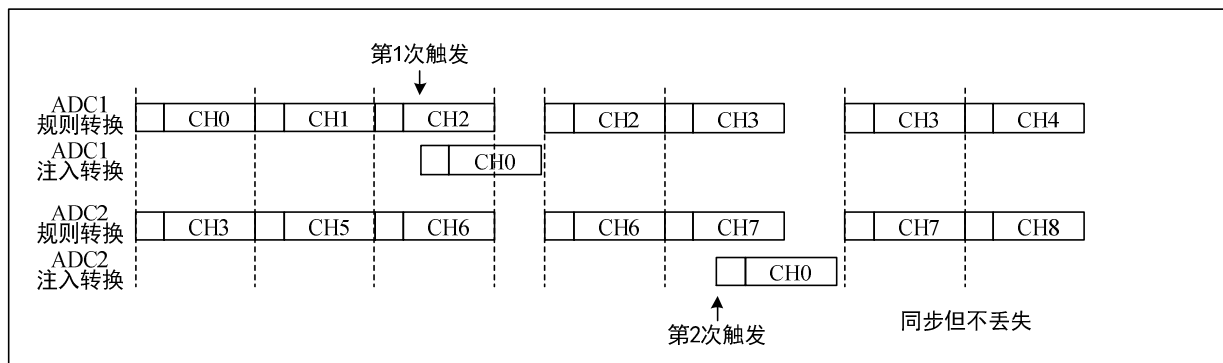 第1次触发
ADC1
规则转换
CH0 CH1 CH2 CH2 CH3 CH3 CH4
ADC1
注入转换
CH0
ADC2
规则转换
CH3 CH5 CH6 CH6 CH7 CH7 CH8
ADC2
注入转换
CH0
第2次触发
同步但不丢失